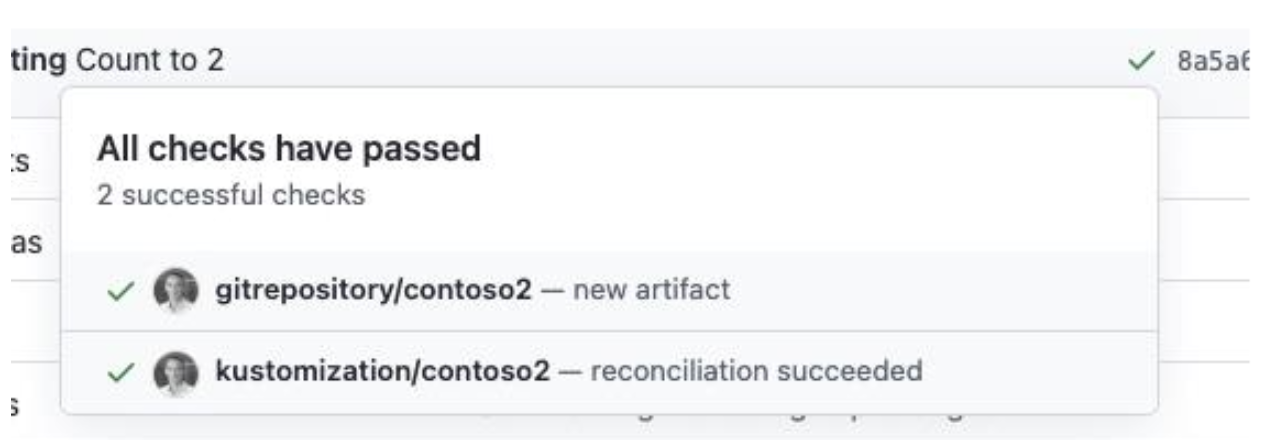 ting Count to 2
8a5a6
All checks have passed
2 successful checks
gitrepository/contoso2 — new artifact
kustomization/contoso2 — reconciliation succeeded
ts
as
s